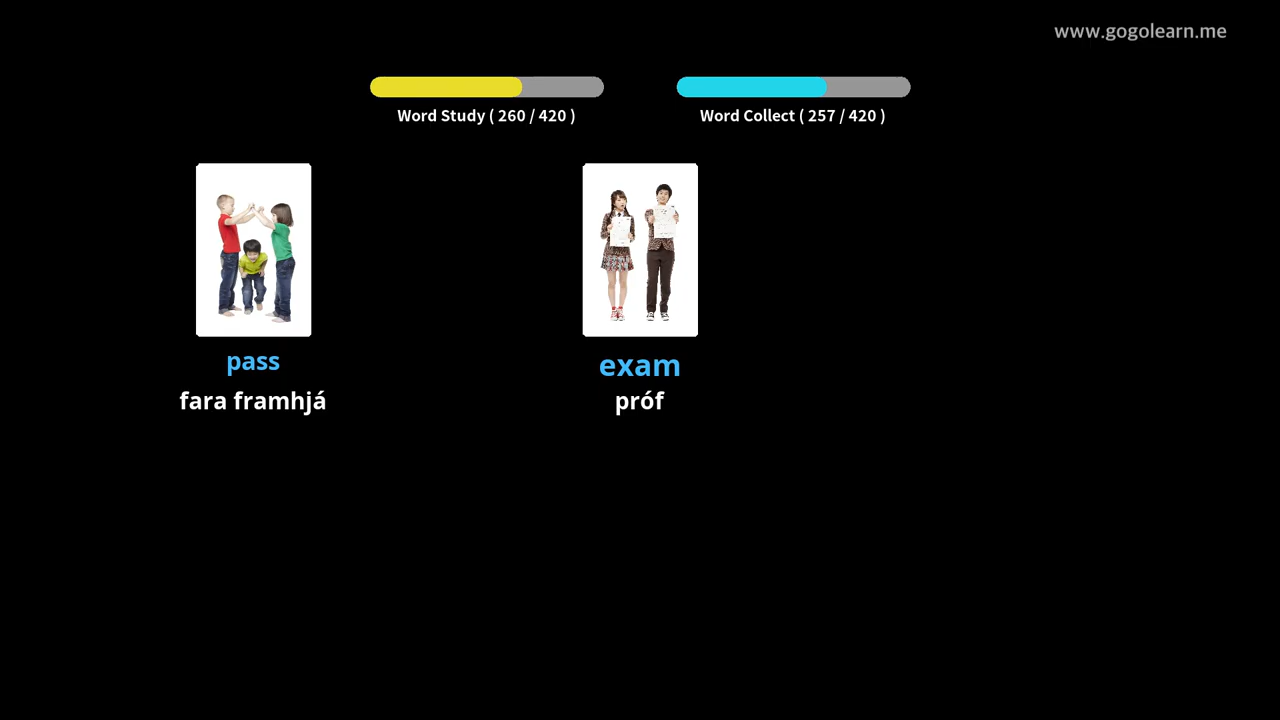 www.gogolearn.me
Word Study ( 260 / 420 )
Word Collect ( 257 / 420 )
pass
fara framhjá
exam
próf